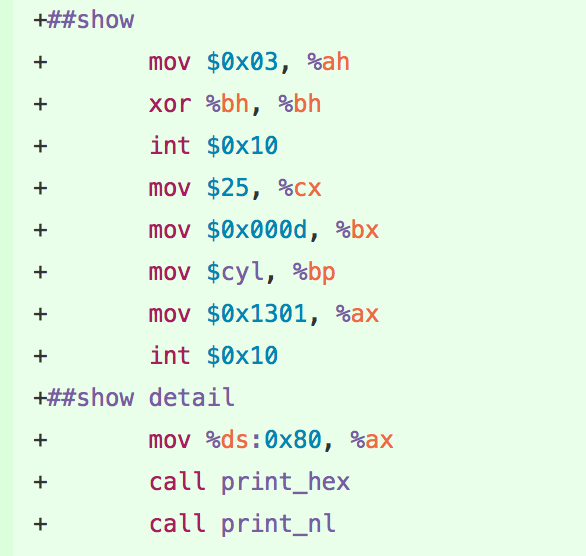 +##show
+       mov $0x03, %ah
+       xor %bh, %bh
+       int $0x10
+       mov $25, %cx
+       mov $0x000d, %bx
+       mov $cyl, %bp
+       mov $0x1301, %ax
+       int $0x10
+##show detail
+       mov %ds:0x80, %ax
+       call print_hex
+       call print_nl